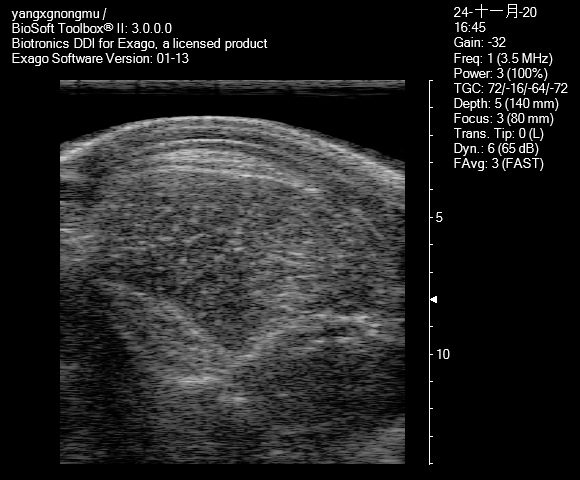 yangxgnongmu /
BioSoft Toolbox® II: 3.0.0.0
Biotronics DDI for Exago, a licensed product
Exago Software Version: 01-13
24-十一月-20
16:45
Gain: -32
Freq: 1 (3.5 MHz)
Power: 3 (100%)
TGC: 72/-16/-64/-72
Depth: 5 (140 mm)
Focus: 3 (80 mm)
Trans. Tip: 0 (L)
Dyn.: 6 (65 dB)
FAvg: 3 (FAST)
5
10